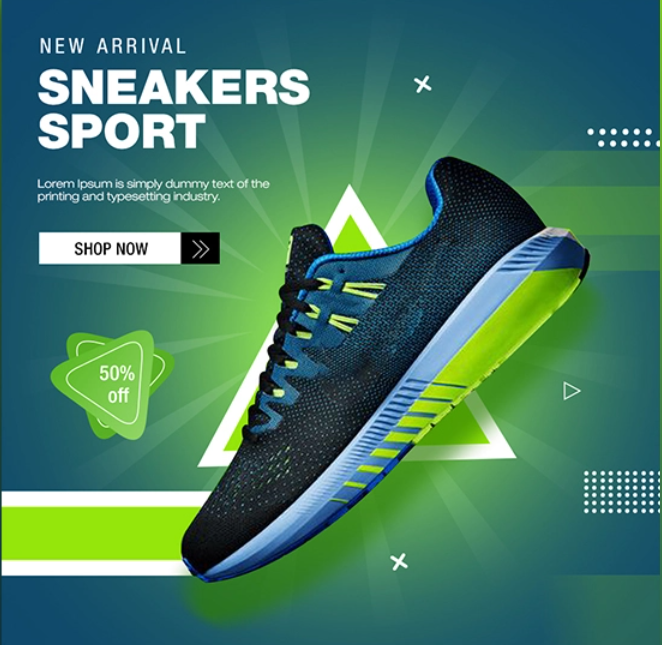 NEW ARRIVAL
SNEAKERS
SPORT
Lorem Ipsum is simply dummy text of the
printing and typesetting industry.
SHOP NOW
50%
off